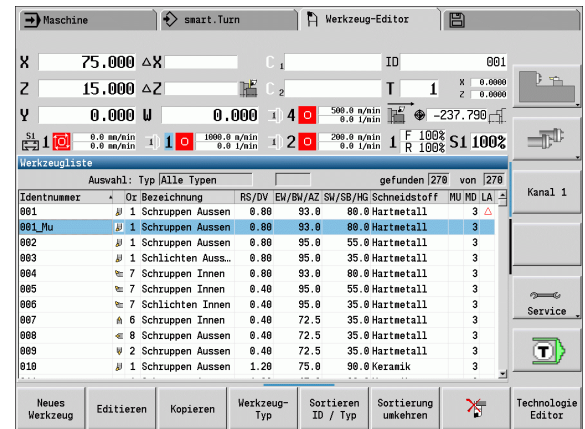 Maschine smart.Turn Werkzeug-Editor
X 75.000 △X C 1 ID 001
Z 15.000 △Z C 2 T 1 X 0.0000 Z 0.0000
Y 0.000 U 0.000 4 500.0 m/min 0.0 1/min -237.790
S1 1 0.0 mm/min 0.0 mm/min 1 1000.0 m/min 0.0 1/min 2 200.0 m/min 0.0 1/min 1 F 100% R 100% S1 100%
Werkzeugliste
Auswahl: Typ Alle Typen gefunden 270 von 270
Identnummer Or Bezeichnung RS/DV EW/BW/AZ SW/SB/HG Schneidstoff MU MD LA
001 1 Schruppen Aussen 0.80 93.0 80.0 Hartmetall 3
001_Mu 1 Schruppen Aussen 0.80 93.0 80.0 Hartmetall 3
002 1 Schruppen Aussen 0.80 95.0 55.0 Hartmetall 3
003 1 Schlichten Auss… 0.80 95.0 35.0 Hartmetall 3
004 7 Schruppen Innen 0.80 93.0 80.0 Hartmetall 3
005 7 Schruppen Innen 0.40 95.0 55.0 Hartmetall 3
006 7 Schlichten Innen 0.40 95.0 35.0 Hartmetall 3
007 6 Schruppen Innen 0.40 72.5 35.0 Hartmetall 3
008 8 Schruppen Aussen 0.40 72.5 35.0 Hartmetall 3
009 2 Schruppen Aussen 0.40 72.5 35.0 Hartmetall 3
010 1 Schruppen Aussen 1.20 75.0 90.0 Keramik 3
Kanal 1
Service
T
Neues Werkzeug
Editieren
Kopieren
Werkzeug-Typ
Sortieren ID / Typ
Sortierung umkehren
Technologie Editor